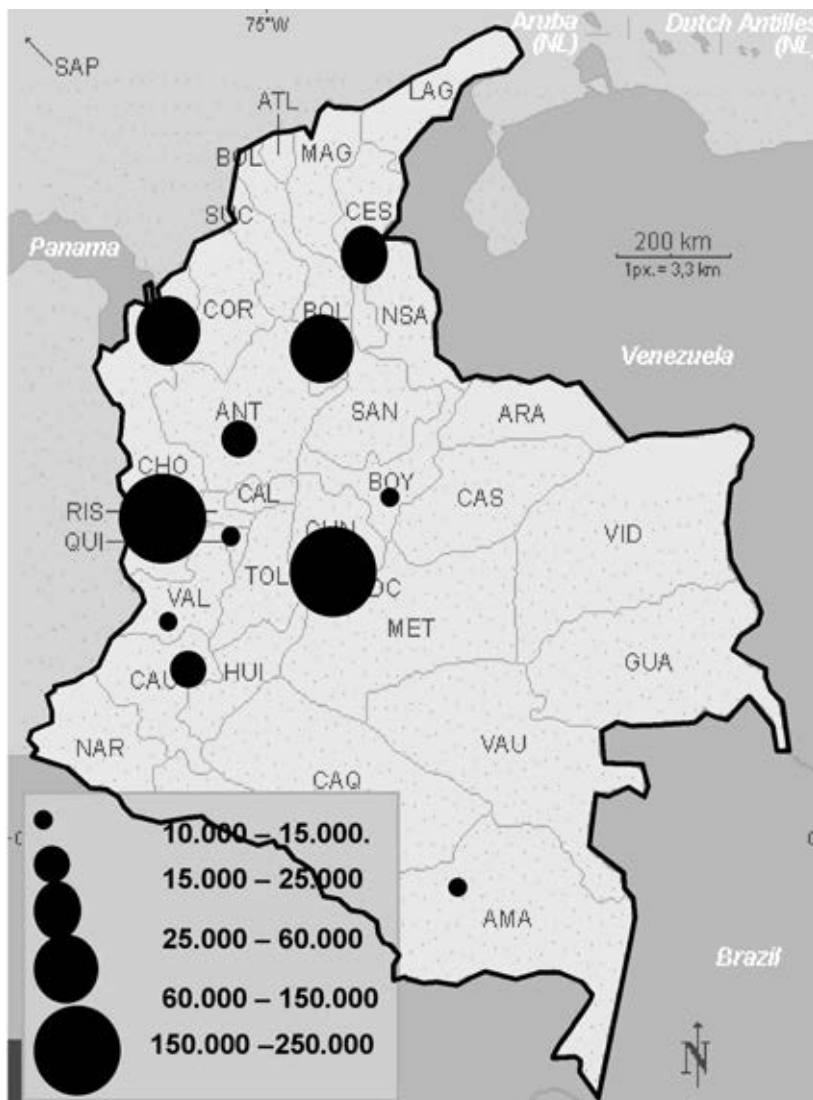 75°W
Aruba
(NL)
Dutch Antilles
(NL)
SAP
LAG
ATL
MAG
BOL
SUC
CES
Panama
200 km
1px. = 3,3 km
COR
BOL
NSA
Venezuela
ANT
SAN
ARA
CHO
BOY
CAL
CAS
RIS
QUI
CUN
VID
TOL
DC
VAL
MET
GUA
CAU
HUI
NAR
VAU
CAQ
AMA
Brazil
N
10.000 – 15.000.
15.000 – 25.000
25.000 – 60.000
60.000 – 150.000
150.000 –250.000